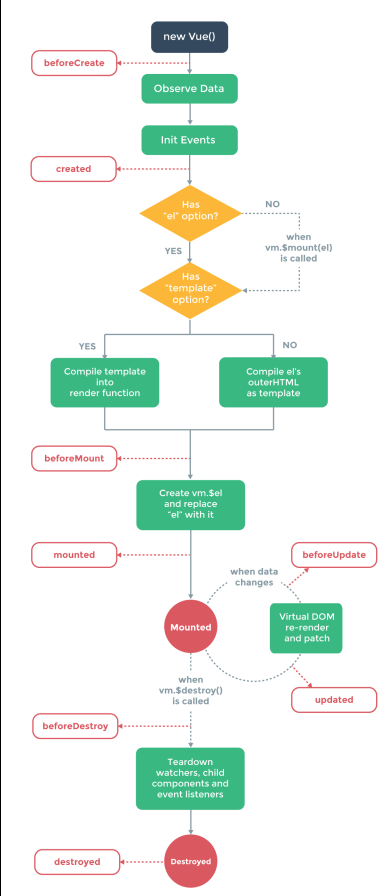 new Vue()
beforeCreate
Observe Data
Init Events
created
Has
"el" option?
NO
when
vm.$mount(el)
is called
YES
Has
"template"
option?
YES
NO
Compile template
into
render function
Compile el's
outerHTML
as template
beforeMount
Create vm.$el
and replace
"el" with it
mounted
beforeUpdate
when data
changes
Mounted
Virtual DOM
re-render
and patch
when
vm.$destroy()
is called
updated
beforeDestroy
Teardown
watchers, child
components and
event listeners
destroyed
Destroyed